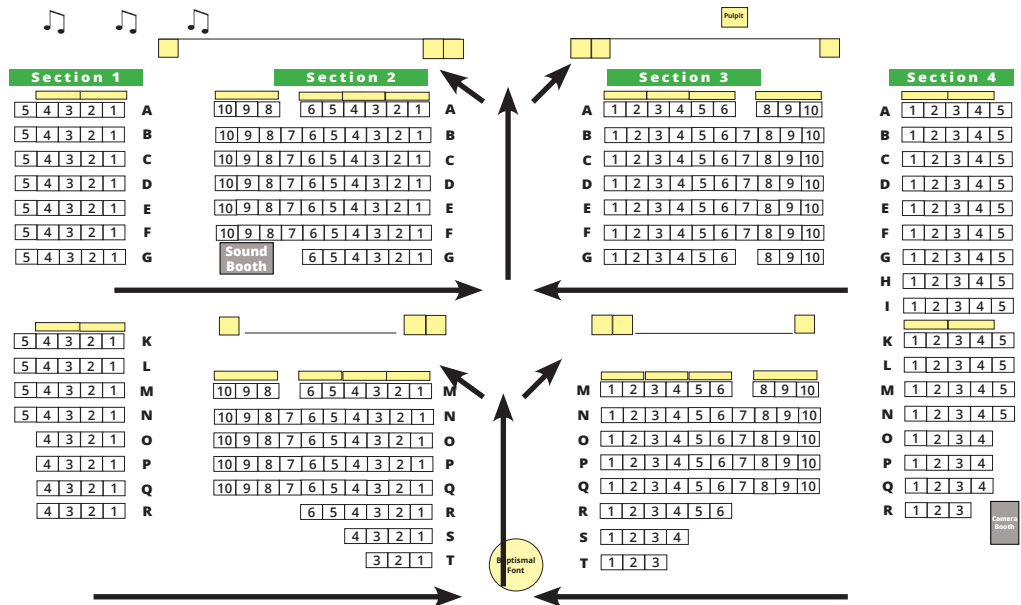 Pulpit
Section 1 Section 2 Section 3 Section 4
5 4 3 2 1 A 10 9 8 6 5 4 3 2 1 A A 1 2 3 4 5 6 8 9 10 A 1 2 3 4 5
5 4 3 2 1 B 10 9 8 7 6 5 4 3 2 1 B B 1 2 3 4 5 6 7 8 9 10 B 1 2 3 4 5
5 4 3 2 1 C 10 9 8 7 6 5 4 3 2 1 C C 1 2 3 4 5 6 7 8 9 10 C 1 2 3 4 5
5 4 3 2 1 D 10 9 8 7 6 5 4 3 2 1 D D 1 2 3 4 5 6 7 8 9 10 D 1 2 3 4 5
5 4 3 2 1 E 10 9 8 7 6 5 4 3 2 1 E E 1 2 3 4 5 6 7 8 9 10 E 1 2 3 4 5
5 4 3 2 1 F 10 9 8 7 6 5 4 3 2 1 F F 1 2 3 4 5 6 7 8 9 10 F 1 2 3 4 5
5 4 3 2 1 G 6 5 4 3 2 1 G G 1 2 3 4 5 6 8 9 10 G 1 2 3 4 5
Sound
Booth
H 1 2 3 4 5
I 1 2 3 4 5
5 4 3 2 1 K K 1 2 3 4 5
5 4 3 2 1 L L 1 2 3 4 5
5 4 3 2 1 M 10 9 8 6 5 4 3 2 1 M M 1 2 3 4 5 6 8 9 10 M 1 2 3 4 5
5 4 3 2 1 N 10 9 8 7 6 5 4 3 2 1 N N 1 2 3 4 5 6 7 8 9 10 N 1 2 3 4 5
4 3 2 1 O 10 9 8 7 6 5 4 3 2 1 O O 1 2 3 4 5 6 7 8 9 10 O 1 2 3 4
4 3 2 1 P 10 9 8 7 6 5 4 3 2 1 P P 1 2 3 4 5 6 7 8 9 10 P 1 2 3 4
4 3 2 1 Q 10 9 8 7 6 5 4 3 2 1 Q Q 1 2 3 4 5 6 7 8 9 10 Q 1 2 3 4
4 3 2 1 R 6 5 4 3 2 1 R R 1 2 3 4 5 6 R 1 2 3
Camera
Booth
4 3 2 1 S S 1 2 3 4
3 2 1 T T 1 2 3
Baptismal
Font